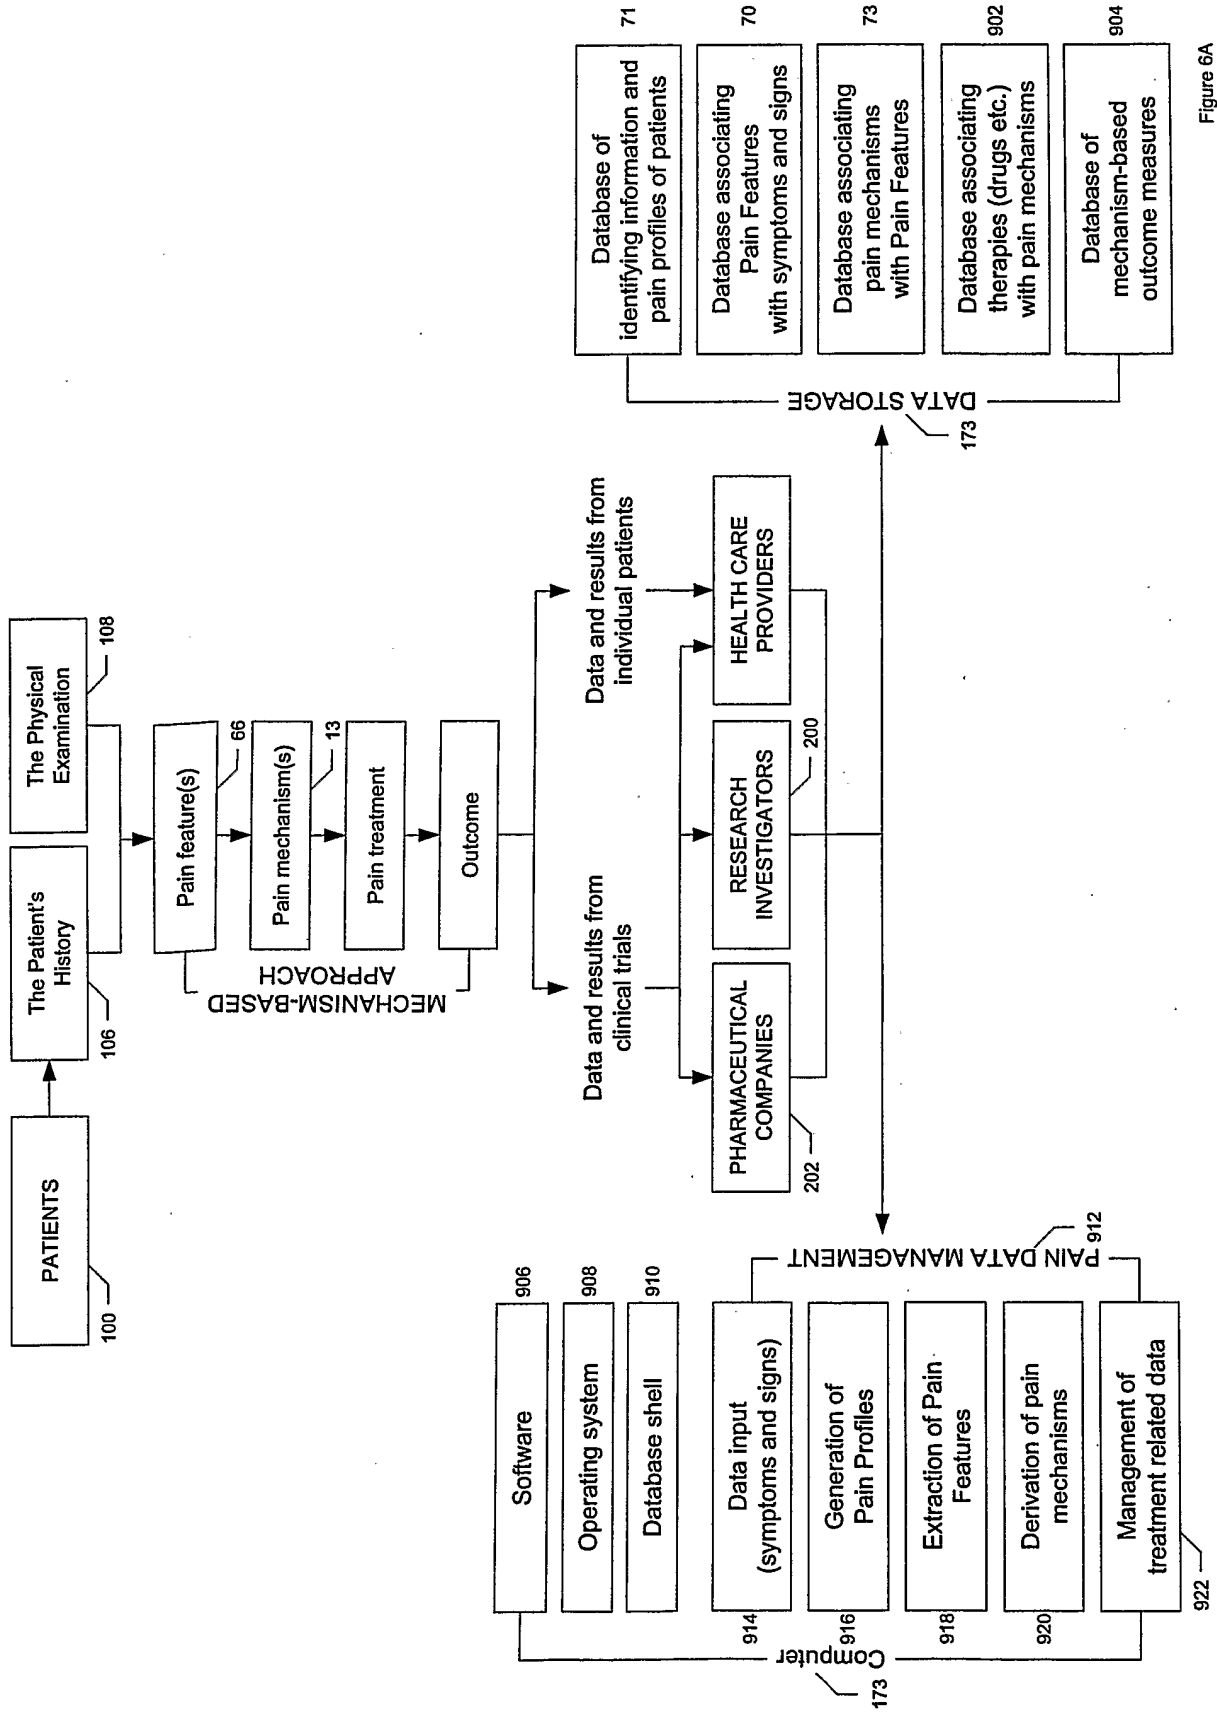 PATIENTS
100
The Patient's
History
106
The Physical
Examination
108
MECHANISM-BASED
APPROACH
Pain feature(s)
66
Pain mechanism(s)
13
Pain treatment
Outcome
Data and results from
clinical trials
Data and results from
individual patients
PHARMACEUTICAL
COMPANIES
202
RESEARCH
INVESTIGATORS
200
HEALTH CARE
PROVIDERS
Computer
173
Software
906
Operating system
908
Database shell
910
PAIN DATA MANAGEMENT
912
Data input
(symptoms and signs)
914
Generation of
Pain Profiles
916
Extraction of Pain
Features
918
Derivation of pain
mechanisms
920
Management of
treatment related data
922
DATA STORAGE
173
Database of
identifying information and
pain profiles of patients
71
Database associating
Pain Features
with symptoms and signs
70
Database associating
pain mechanisms
with Pain Features
73
Database associating
therapies (drugs etc.)
with pain mechanisms
902
Database of
mechanism-based
outcome measures
904
Figure 6A